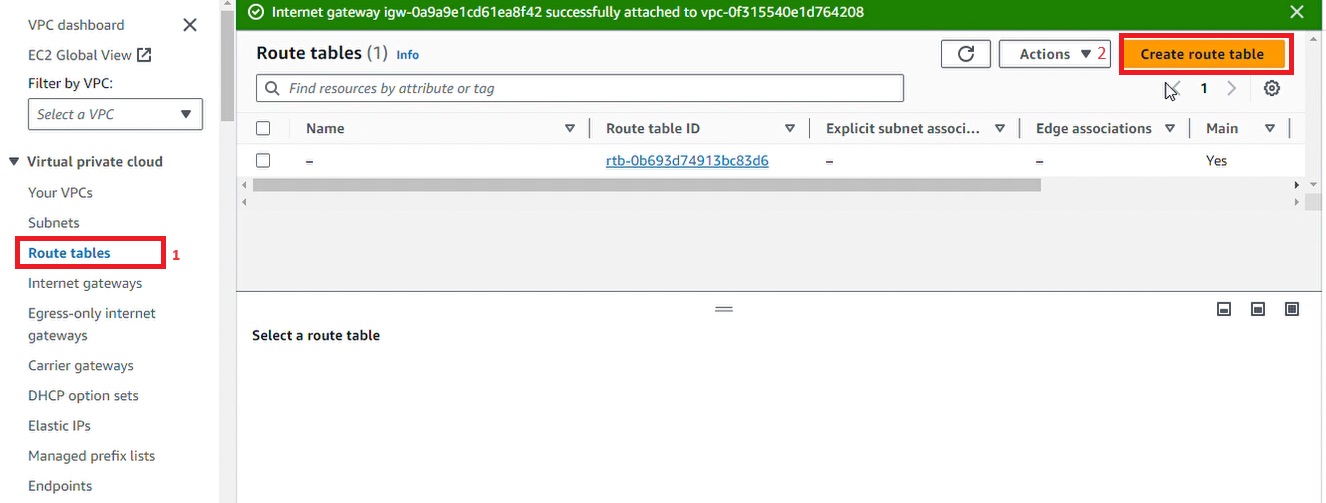 VPC dashboard
EC2 Global View
Filter by VPC:
Select a VPC
Virtual private cloud
Your VPCs
Subnets
Route tables 1
Internet gateways
Egress-only internet
gateways
Carrier gateways
DHCP option sets
Elastic IPs
Managed prefix lists
Endpoints
Internet gateway igw-0a9a9e1cd61ea8f42 successfully attached to vpc-0f315540e1d764208
Route tables (1) Info
Actions 2 Create route table
Find resources by attribute or tag
1
Name Route table ID Explicit subnet associ... Edge associations Main
– rtb-0b693d74913bc83d6 – – Yes
Select a route table